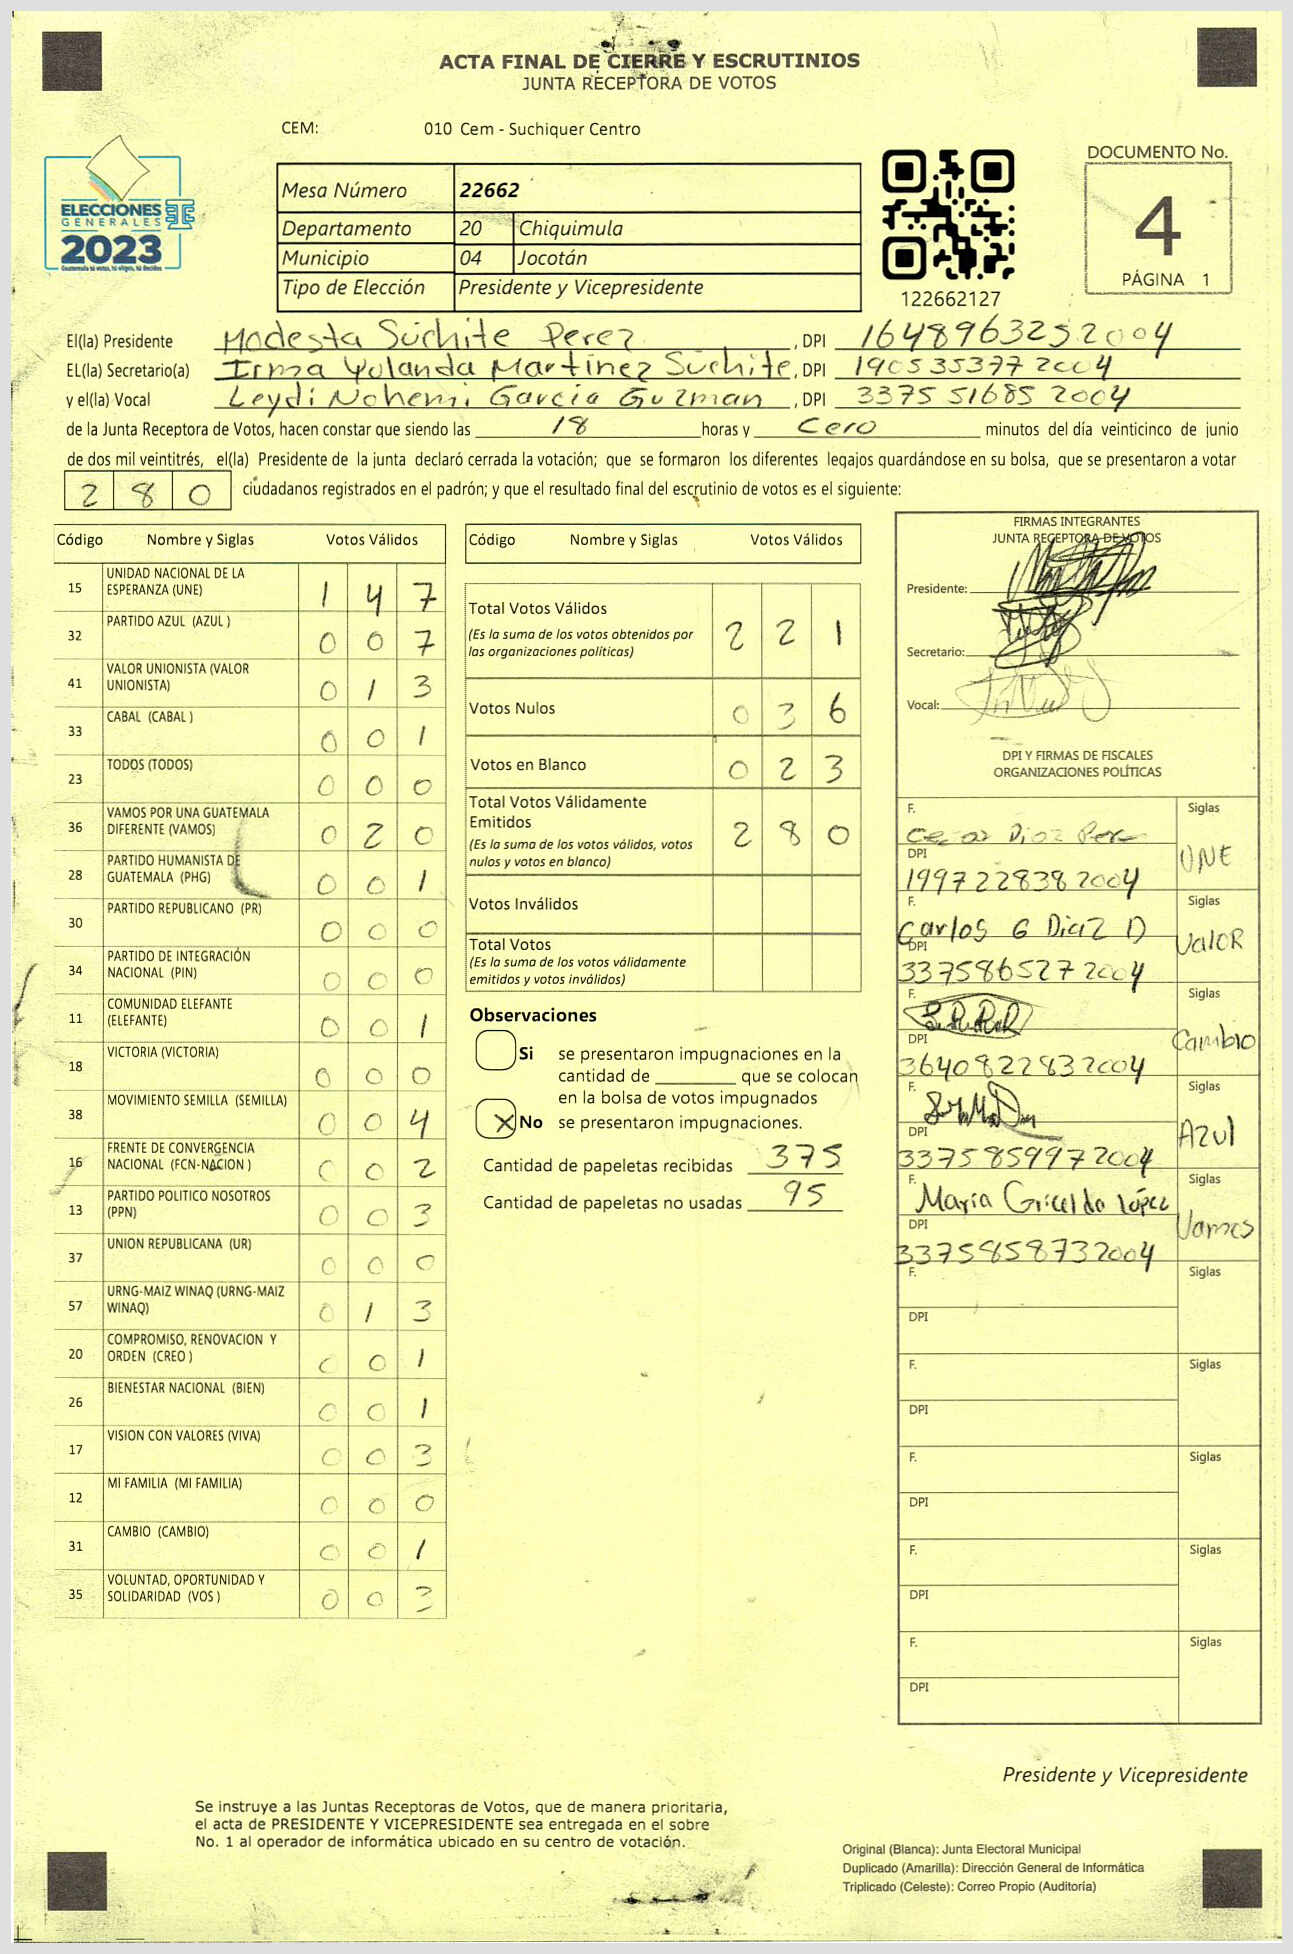 ACTA FINAL DE CIERRE Y ESCRUTINIOS
JUNTA RECEPTORA DE VOTOS
CEM: 010 Cem - Suchiquer Centro
ELECCIONES
GENERALES
2023
Guatemala tú votas, tú eliges, tú decides
Mesa Número 22662
Departamento 20 Chiquimula
Municipio 04 Jocotán
Tipo de Elección Presidente y Vicepresidente
122662127
DOCUMENTO No.
4
PÁGINA 1
El(la) Presidente Modesta Súchite Perez, DPI 1648963252004
EL(la) Secretario(a) Irma Yolanda Martínez Súchite, DPI 1905353772004
y el(la) Vocal Leydi Nohemi García Guzman, DPI 3375516852004
de la Junta Receptora de Votos, hacen constar que siendo las 18 horas y Cero minutos del día veinticinco de junio
de dos mil veintitrés, el(la) Presidente de la junta declaró cerrada la votación; que se formaron los diferentes legajos quardándose en su bolsa, que se presentaron a votar
280 ciudadanos registrados en el padrón; y que el resultado final del escrutinio de votos es el siguiente:
Código Nombre y Siglas Votos Válidos
15 UNIDAD NACIONAL DE LA ESPERANZA (UNE) 1 4 7
32 PARTIDO AZUL (AZUL ) 0 0 7
41 VALOR UNIONISTA (VALOR UNIONISTA) 0 1 3
33 CABAL (CABAL ) 0 0 1
23 TODOS (TODOS) 0 0 0
36 VAMOS POR UNA GUATEMALA DIFERENTE (VAMOS) 0 2 0
28 PARTIDO HUMANISTA DE GUATEMALA (PHG) 0 0 1
30 PARTIDO REPUBLICANO (PR) 0 0 0
34 PARTIDO DE INTEGRACIÓN NACIONAL (PIN) 0 0 0
11 COMUNIDAD ELEFANTE (ELEFANTE) 0 0 1
18 VICTORIA (VICTORIA) 0 0 0
38 MOVIMIENTO SEMILLA (SEMILLA) 0 0 4
16 FRENTE DE CONVERGENCIA NACIONAL (FCN-NACION ) 0 0 2
13 PARTIDO POLITICO NOSOTROS (PPN) 0 0 3
37 UNION REPUBLICANA (UR) 0 0 0
57 URNG-MAIZ WINAQ (URNG-MAIZ WINAQ) 0 1 3
20 COMPROMISO, RENOVACION Y ORDEN (CREO ) 0 0 1
26 BIENESTAR NACIONAL (BIEN) 0 0 1
17 VISION CON VALORES (VIVA) 0 0 3
12 MI FAMILIA (MI FAMILIA) 0 0 0
31 CAMBIO (CAMBIO) 0 0 1
35 VOLUNTAD, OPORTUNIDAD Y SOLIDARIDAD (VOS ) 0 0 3
Código Nombre y Siglas Votos Válidos
Total Votos Válidos 2 2 1
(Es la suma de los votos obtenidos por
las organizaciones políticas)
Votos Nulos 0 3 6
Votos en Blanco 0 2 3
Total Votos Válidamente
Emitidos 2 8 0
(Es la suma de los votos válidos, votos
nulos y votos en blanco)
Votos Inválidos
Total Votos
(Es la suma de los votos válidamente
emitidos y votos inválidos)
Observaciones
Si se presentaron impugnaciones en la
cantidad de ________ que se colocan
en la bolsa de votos impugnados
X No se presentaron impugnaciones.
Cantidad de papeletas recibidas 375
Cantidad de papeletas no usadas 95
FIRMAS INTEGRANTES
JUNTA RECEPTORA DE VOTOS
Presidente:
Secretario:
Vocal:
DPI Y FIRMAS DE FISCALES
ORGANIZACIONES POLÍTICAS
F. Siglas
UNE
DPI
1997228382004
F. Carlos G Diaz D Siglas
Valor
DPI
3375865272004
F. Siglas
Cambio
DPI
3640822832004
F. Siglas
Azul
DPI
3375859972004
F. María Gricelda López Siglas
Vamos
DPI
3375858732004
F. Siglas
DPI
F. Siglas
DPI
F. Siglas
DPI
F. Siglas
DPI
F. Siglas
DPI
Presidente y Vicepresidente
Se instruye a las Juntas Receptoras de Votos, que de manera prioritaria,
el acta de PRESIDENTE Y VICEPRESIDENTE sea entregada en el sobre
No. 1 al operador de informática ubicado en su centro de votación.
Original (Blanca): Junta Electoral Municipal
Duplicado (Amarilla): Dirección General de Informática
Triplicado (Celeste): Correo Propio (Auditoría)